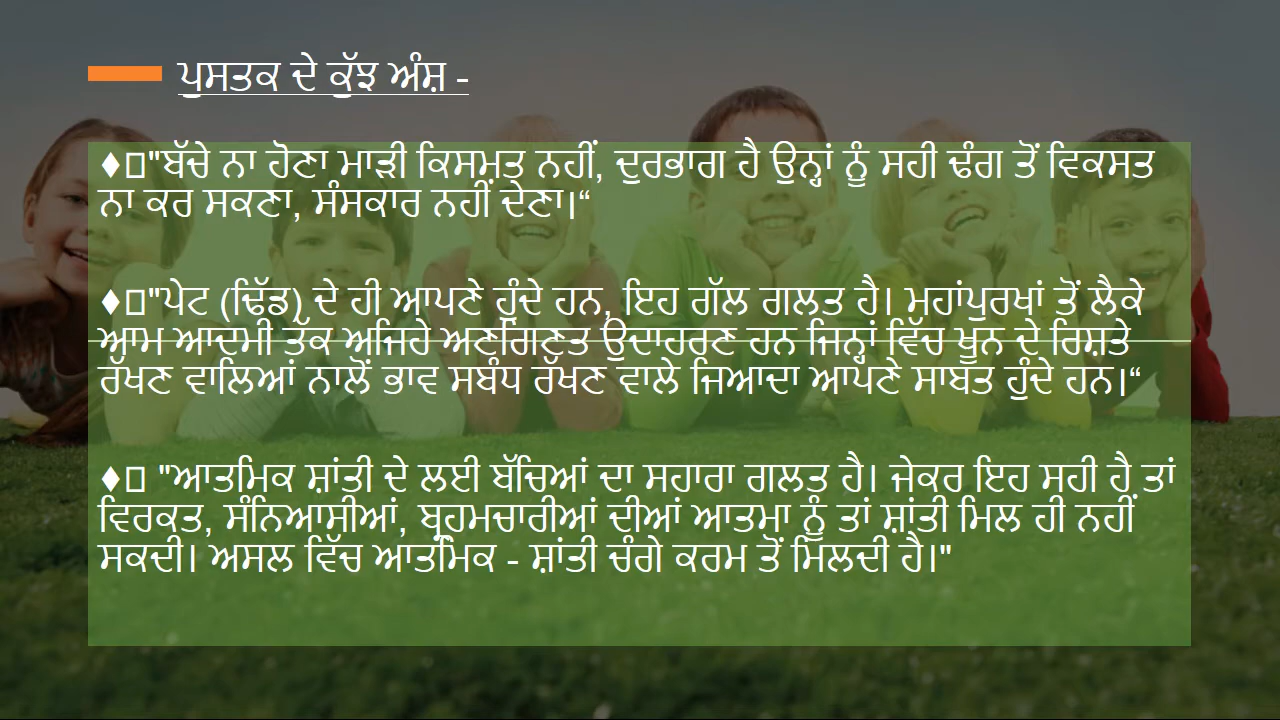 ਪੁਸਤਕ ਦੇ ਕੁੱਝ ਅੰਸ਼ -
♦"ਬੱਚੇ ਨਾ ਹੋਣਾ ਮਾੜੀ ਕਿਸਮਤ ਨਹੀਂ, ਦੁਰਭਾਗ ਹੈ ਉਨ੍ਹਾਂ ਨੂੰ ਸਹੀ ਢੰਗ ਤੋਂ ਵਿਕਸਤ
ਨਾ ਕਰ ਸਕਣਾ, ਸੰਸਕਾਰ ਨਹੀਂ ਦੇਣਾ।“
♦"ਪੇਟ (ਢਿੱਡ) ਦੇ ਹੀ ਆਪਣੇ ਹੁੰਦੇ ਹਨ, ਇਹ ਗੱਲ ਗਲਤ ਹੈ। ਮਹਾਂਪੁਰਖਾਂ ਤੋਂ ਲੈਕੇ
ਆਮ ਆਦਮੀ ਤੱਕ ਅਜਿਹੇ ਅਣਗਿਣਤ ਉਦਾਹਰਣ ਹਨ ਜਿਨ੍ਹਾਂ ਵਿੱਚ ਖੂਨ ਦੇ ਰਿਸ਼ਤੇ
ਰੱਖਣ ਵਾਲਿਆਂ ਨਾਲੋਂ ਭਾਵ ਸਬੰਧ ਰੱਖਣ ਵਾਲੇ ਜਿਆਦਾ ਆਪਣੇ ਸਾਬਤ ਹੁੰਦੇ ਹਨ।“
♦ "ਆਤਮਿਕ ਸ਼ਾਂਤੀ ਦੇ ਲਈ ਬੱਚਿਆਂ ਦਾ ਸਹਾਰਾ ਗਲਤ ਹੈ। ਜੇਕਰ ਇਹ ਸਹੀ ਹੈ ਤਾਂ
ਵਿਰਕਤ, ਸੰਨਿਆਸੀਆਂ, ਬ੍ਰਹਮਚਾਰੀਆਂ ਦੀਆਂ ਆਤਮਾ ਨੂੰ ਤਾਂ ਸ਼ਾਂਤੀ ਮਿਲ ਹੀ ਨਹੀਂ
ਸਕਦੀ। ਅਸਲ ਵਿੱਚ ਆਤਮਿਕ - ਸ਼ਾਂਤੀ ਚੰਗੇ ਕਰਮ ਤੋਂ ਮਿਲਦੀ ਹੈ।"